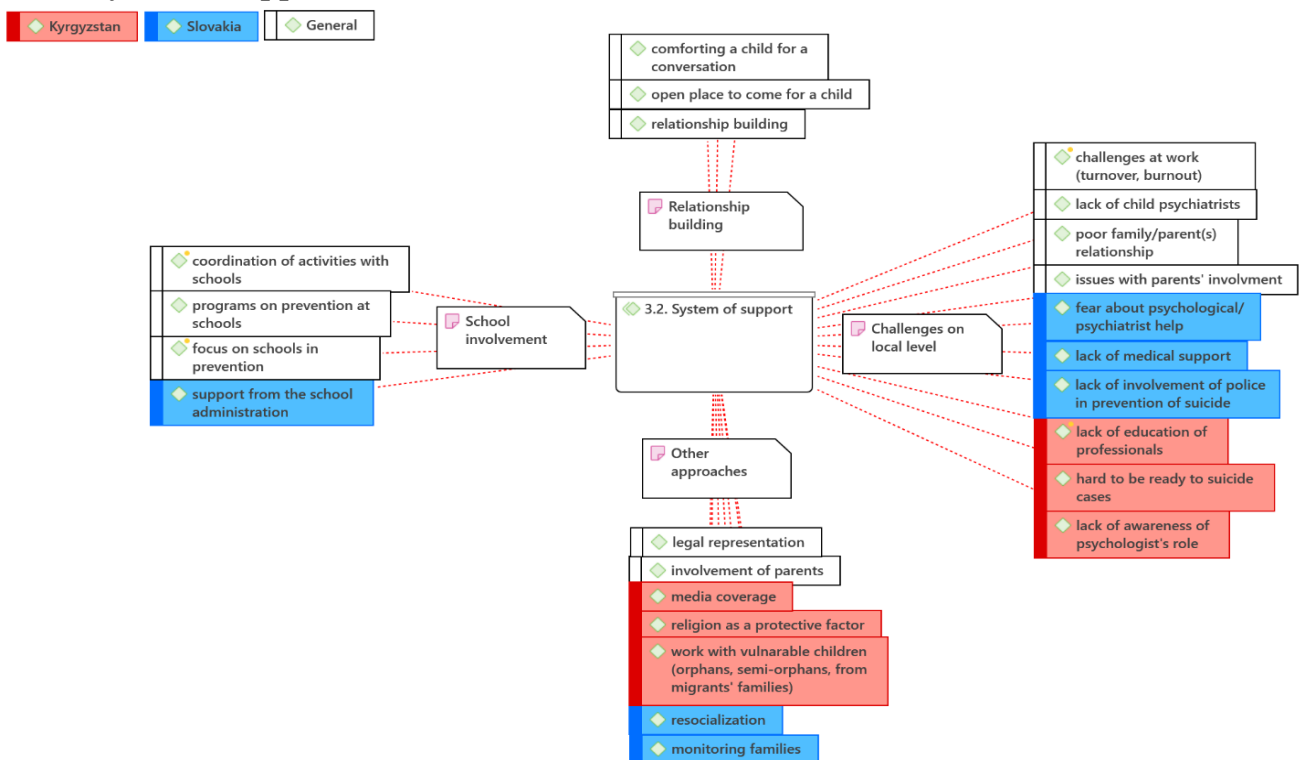 Kyrgyzstan
Slovakia
General
comforting a child for a
conversation
open place to come for a child
relationship building
Relationship
building
challenges at work
(turnover, burnout)
lack of child psychiatrists
poor family/parent(s)
relationship
issues with parents' involvment
fear about psychological/
psychiatrist help
lack of medical support
lack of involvement of police
in prevention of suicide
lack of education of
professionals
hard to be ready to suicide
cases
lack of awareness of
psychologist's role
Challenges on
local level
3.2. System of support
School
involvement
coordination of activities with
schools
programs on prevention at
schools
focus on schools in
prevention
support from the school
administration
Other
approaches
legal representation
involvement of parents
media coverage
religion as a protective factor
work with vulnarable children
(orphans, semi-orphans, from
migrants' families)
resocialization
monitoring families